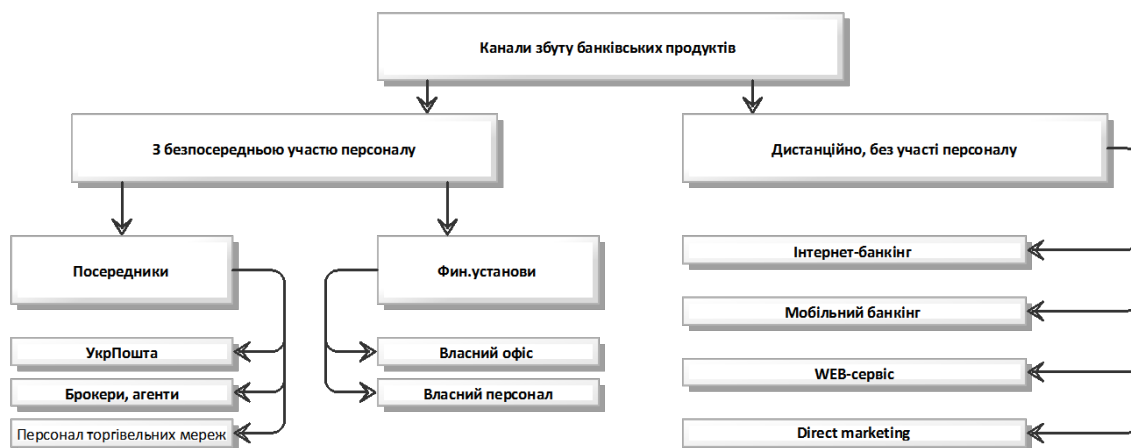 Канали збуту банківських продуктів
З безпосередньою участю персоналу
Дистанційно, без участі персоналу
Посередники
Фин.установи
Інтернет-банкінг
Мобільний банкінг
УкрПошта
Власний офіс
WEB-сервіс
Брокери, агенти
Власний персонал
Персонал торгівельних мереж
Direct marketing